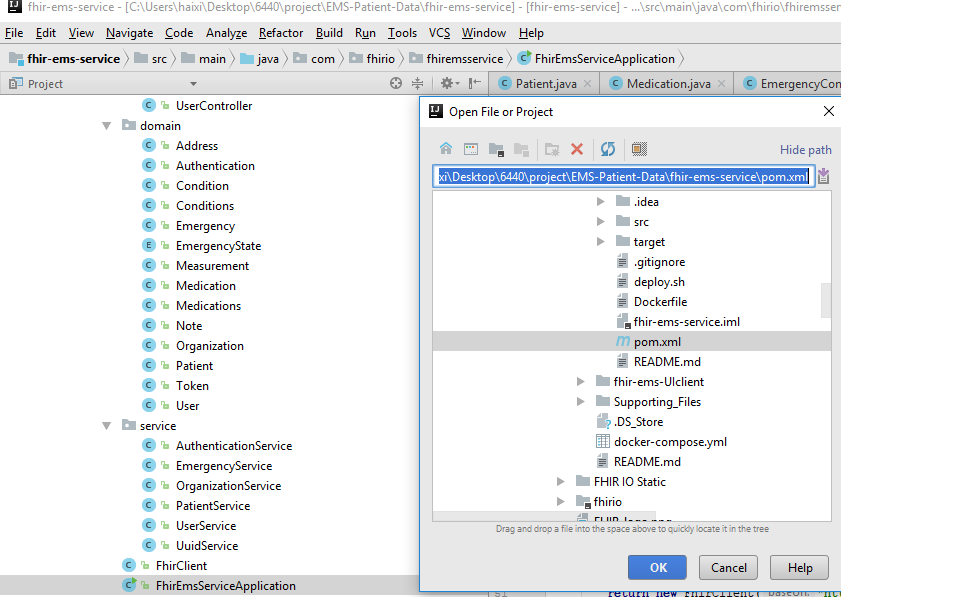 fhir-ems-service - [C:\Users\haixi\Desktop\6440\project\EMS-Patient-Data\fhir-ems-service] - [fhir-ems-service] - ...\src\main\java\com\fhirio\fhiremsser
File Edit View Navigate Code Analyze Refactor Build Run Tools VCS Window Help
fhir-ems-service src main java com fhirio fhiremsservice FhirEmsServiceApplication
Project Patient.java Medication.java EmergencyCon
UserController
domain
Address
Authentication
Condition
Conditions
Emergency
EmergencyState
Measurement
Medication
Medications
Note
Organization
Patient
Token
User
service
AuthenticationService
EmergencyService
OrganizationService
PatientService
UserService
UuidService
FhirClient
FhirEmsServiceApplication
Open File or Project
Hide path
xi\Desktop\6440\project\EMS-Patient-Data\fhir-ems-service\pom.xml
.idea
src
target
.gitignore
deploy.sh
Dockerfile
fhir-ems-service.iml
pom.xml
README.md
fhir-ems-UIclient
Supporting_Files
.DS_Store
docker-compose.yml
README.md
FHIR IO Static
fhirio
Drag and drop a file into the space above to quickly locate it in the tree
OK Cancel Help